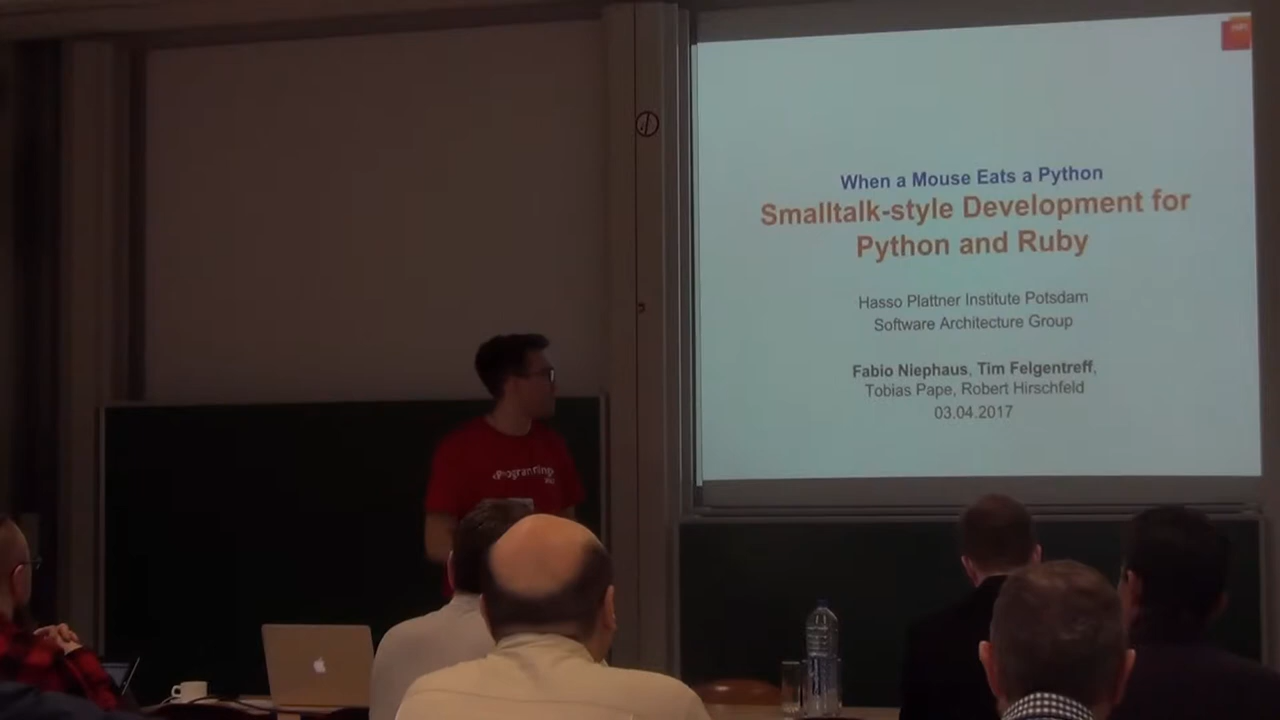 When a Mouse Eats a Python
Smalltalk-style Development for
Python and Ruby
Hasso Plattner Institute Potsdam
Software Architecture Group
Fabio Niephaus, Tim Felgentreff,
Tobias Pape, Robert Hirschfeld
03.04.2017
‹Programming›